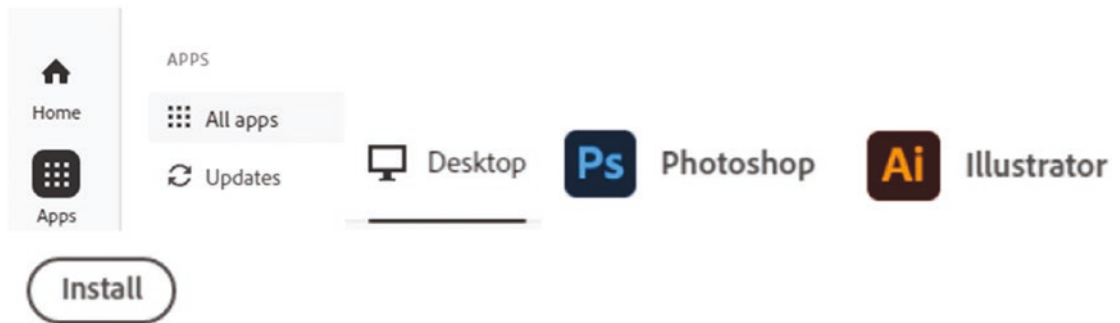 Home
Apps
APPS
All apps
Updates
Desktop
Ps Photoshop
Ai Illustrator
Install